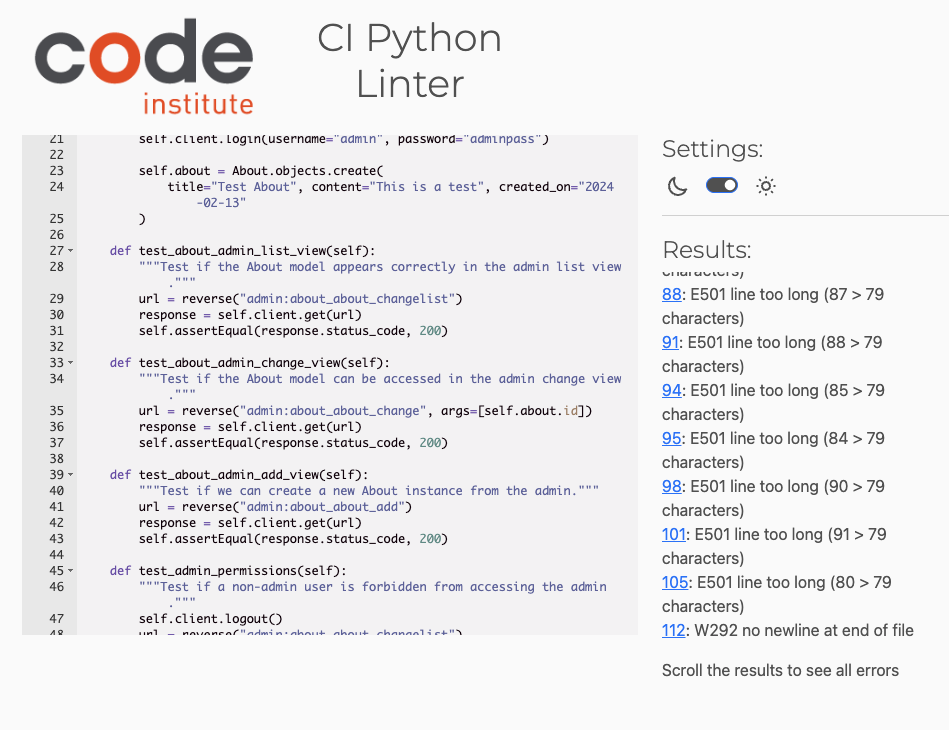 code
institute
CI Python
Linter
21 self.client.login(username="admin", password="adminpass")
22
23 self.about = About.objects.create(
24 title="Test About", content="This is a test", created_on="2024
-02-13"
25 )
26
27 def test_about_admin_list_view(self):
28 """Test if the About model appears correctly in the admin list view
."""
29 url = reverse("admin:about_about_changelist")
30 response = self.client.get(url)
31 self.assertEqual(response.status_code, 200)
32
33 def test_about_admin_change_view(self):
34 """Test if the About model can be accessed in the admin change view
."""
35 url = reverse("admin:about_about_change", args=[self.about.id])
36 response = self.client.get(url)
37 self.assertEqual(response.status_code, 200)
38
39 def test_about_admin_add_view(self):
40 """Test if we can create a new About instance from the admin."""
41 url = reverse("admin:about_about_add")
42 response = self.client.get(url)
43 self.assertEqual(response.status_code, 200)
44
45 def test_admin_permissions(self):
46 """Test if a non-admin user is forbidden from accessing the admin
."""
47 self.client.logout()
48 url = reverse("admin:about_about_changelist")
Settings:
Results:
characters)
88: E501 line too long (87 > 79
characters)
91: E501 line too long (88 > 79
characters)
94: E501 line too long (85 > 79
characters)
95: E501 line too long (84 > 79
characters)
98: E501 line too long (90 > 79
characters)
101: E501 line too long (91 > 79
characters)
105: E501 line too long (80 > 79
characters)
112: W292 no newline at end of file
Scroll the results to see all errors